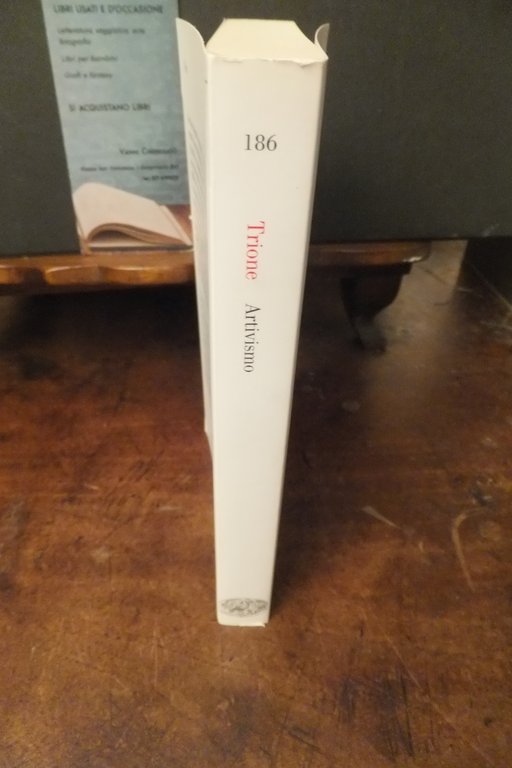 LIBRI USATI E D'OCCASIONE
Letteratura saggistica arte
fotografia
Libri per Bambini
Gialli e fantasy
SI ACQUISTANO LIBRI
186
Trione Artivismo